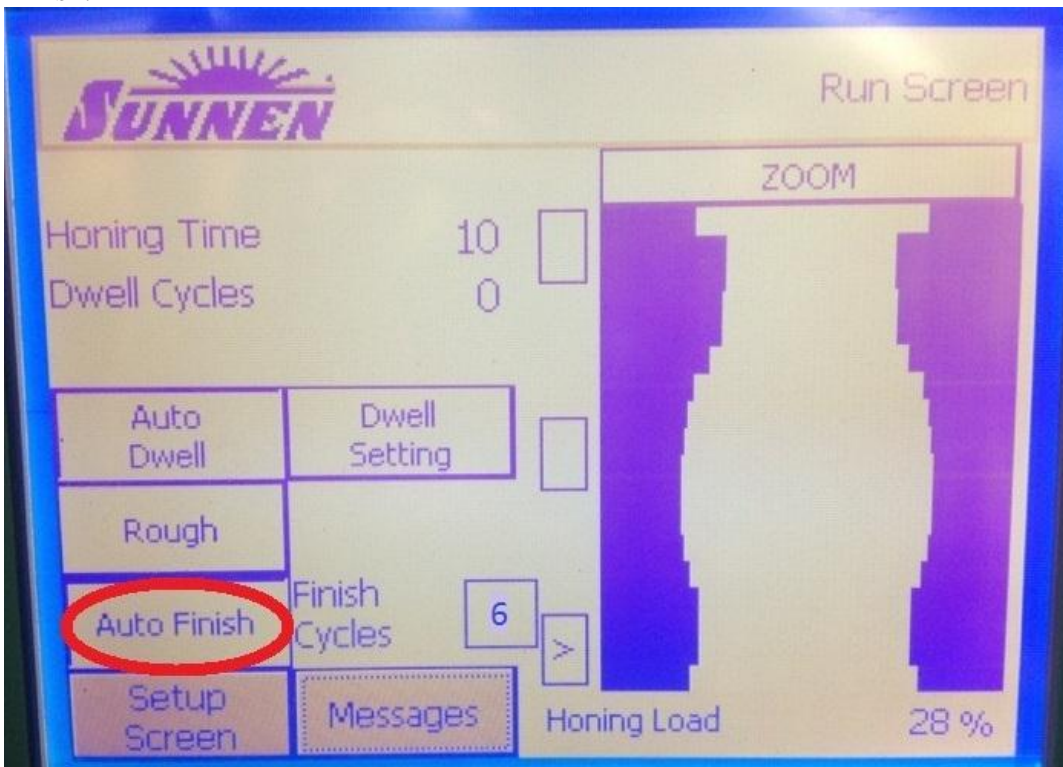 SUNNEN
Run Screen
ZOOM
Honing Time 10
Dwell Cycles 0
Auto
Dwell
Dwell
Setting
Rough
Auto Finish
Finish
Cycles
6
>
Setup
Screen
Messages
Honing Load 28 %